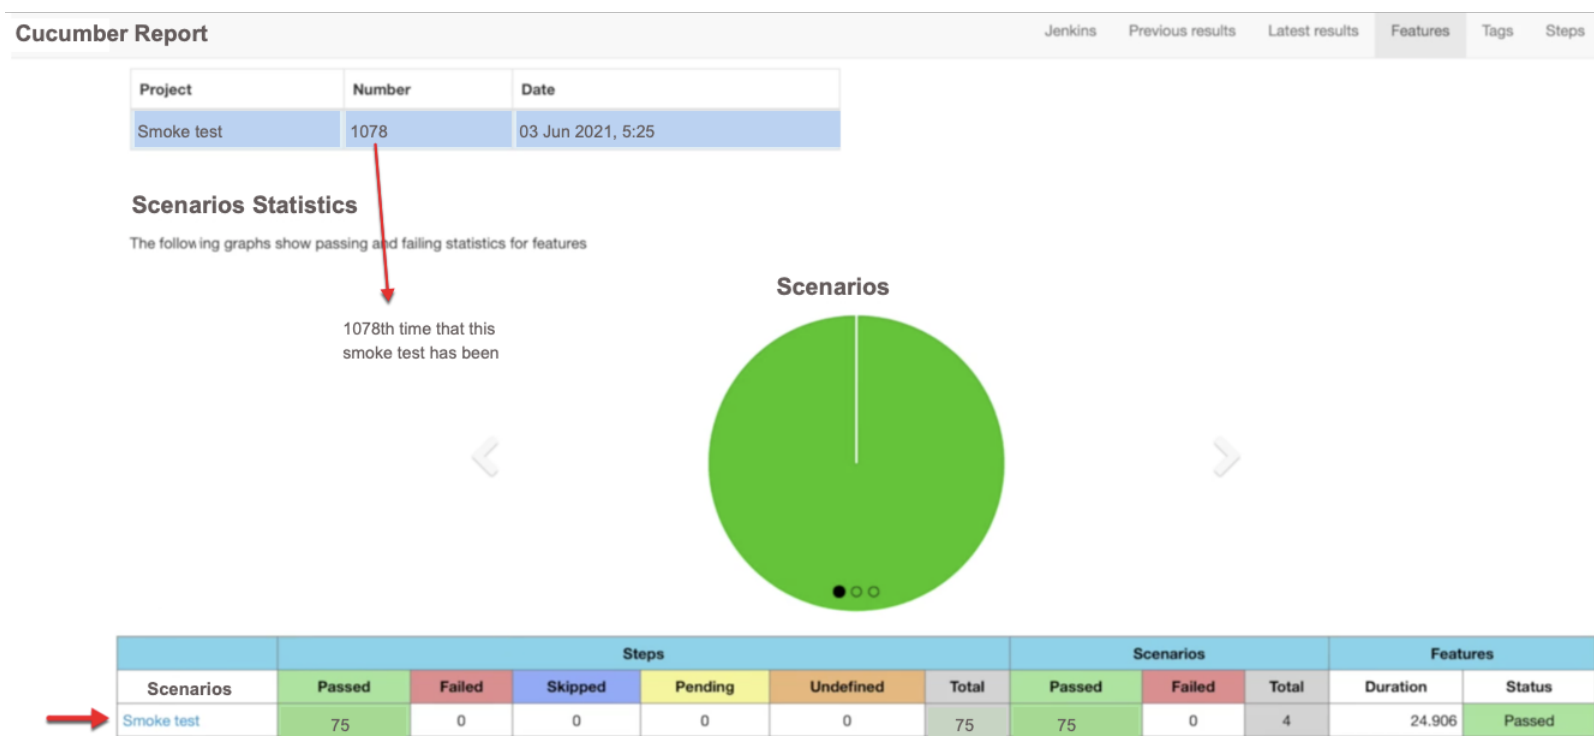 Cucumber Report Jenkins Previous results Latest results Features Tags Steps
Project Number Date
Smoke test 1078 03 Jun 2021, 5:25
Scenarios Statistics
The following graphs show passing and failing statistics for features
Scenarios
1078th time that this
smoke test has been
Steps Scenarios Features
Scenarios Passed Failed Skipped Pending Undefined Total Passed Failed Total Duration Status
Smoke test 75 0 0 0 0 75 75 0 4 24.906 Passed